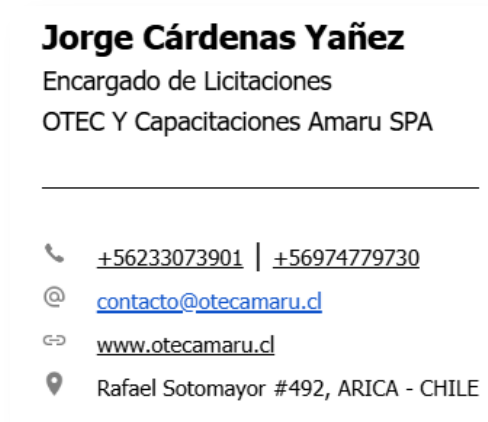 Jorge Cárdenas Yañez
Encargado de Licitaciones
OTEC Y Capacitaciones Amaru SPA
+56233073901 | +56974779730
contacto@otecamaru.cl
www.otecamaru.cl
Rafael Sotomayor #492, ARICA - CHILE